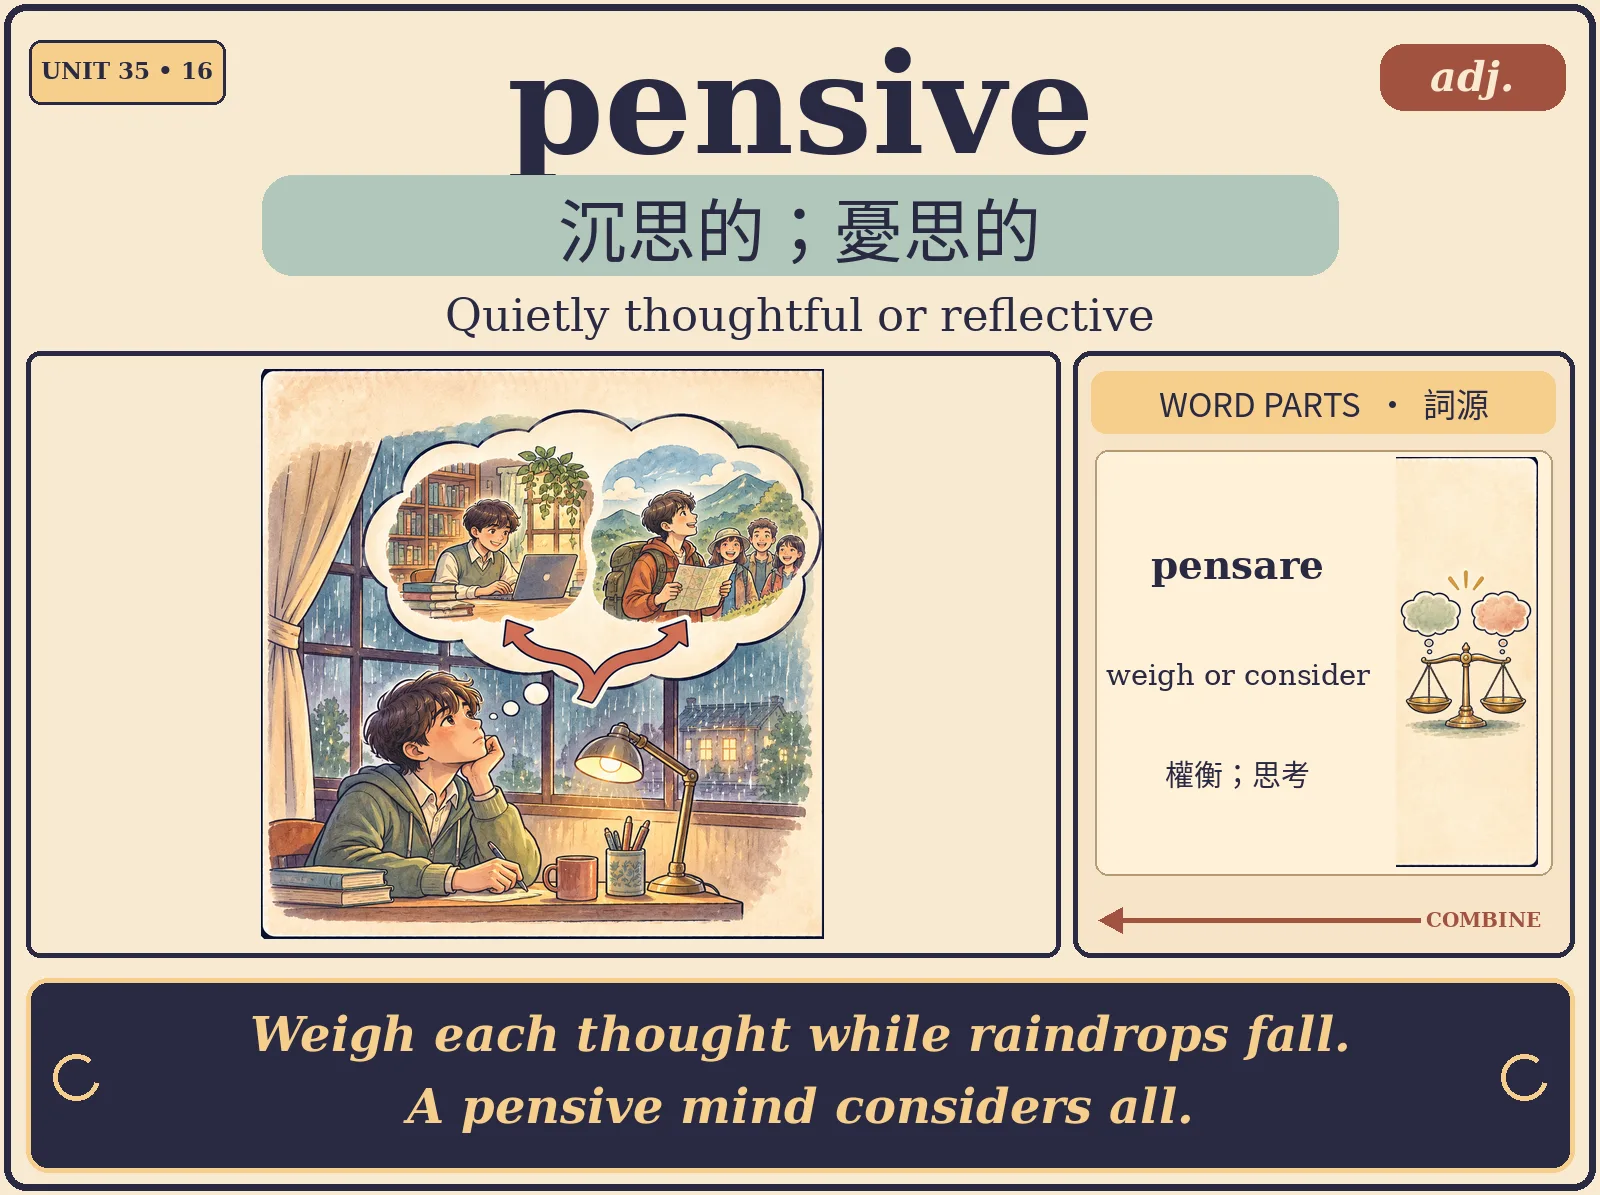 UNIT 35 • 16
pensive
adj.
沉思的；憂思的
Quietly thoughtful or reflective
WORD PARTS • 詞源
pensare
weigh or consider
權衡；思考
COMBINE
Weigh each thought while raindrops fall.
A pensive mind considers all.